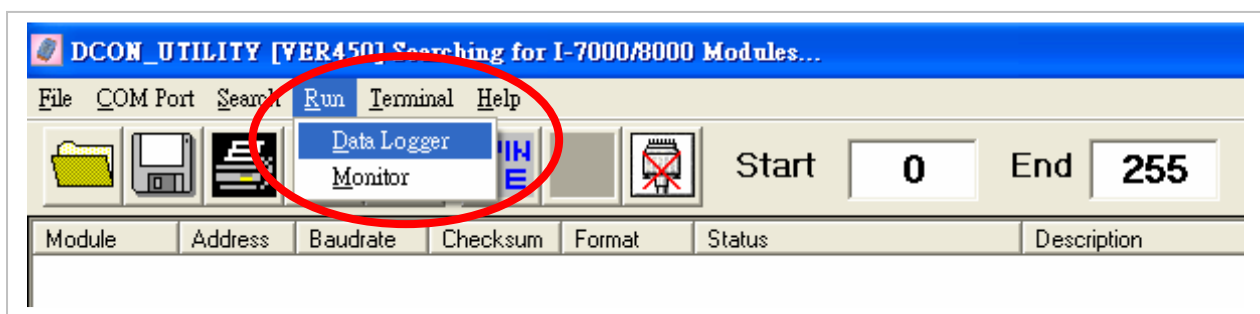 DCON_UTILITY [VER450] Searching for I-7000/8000 Modules...
File COM Port Search Run Terminal Help
Data Logger
Monitor
Start 0 End 255
Module Address Baudrate Checksum Format Status Description